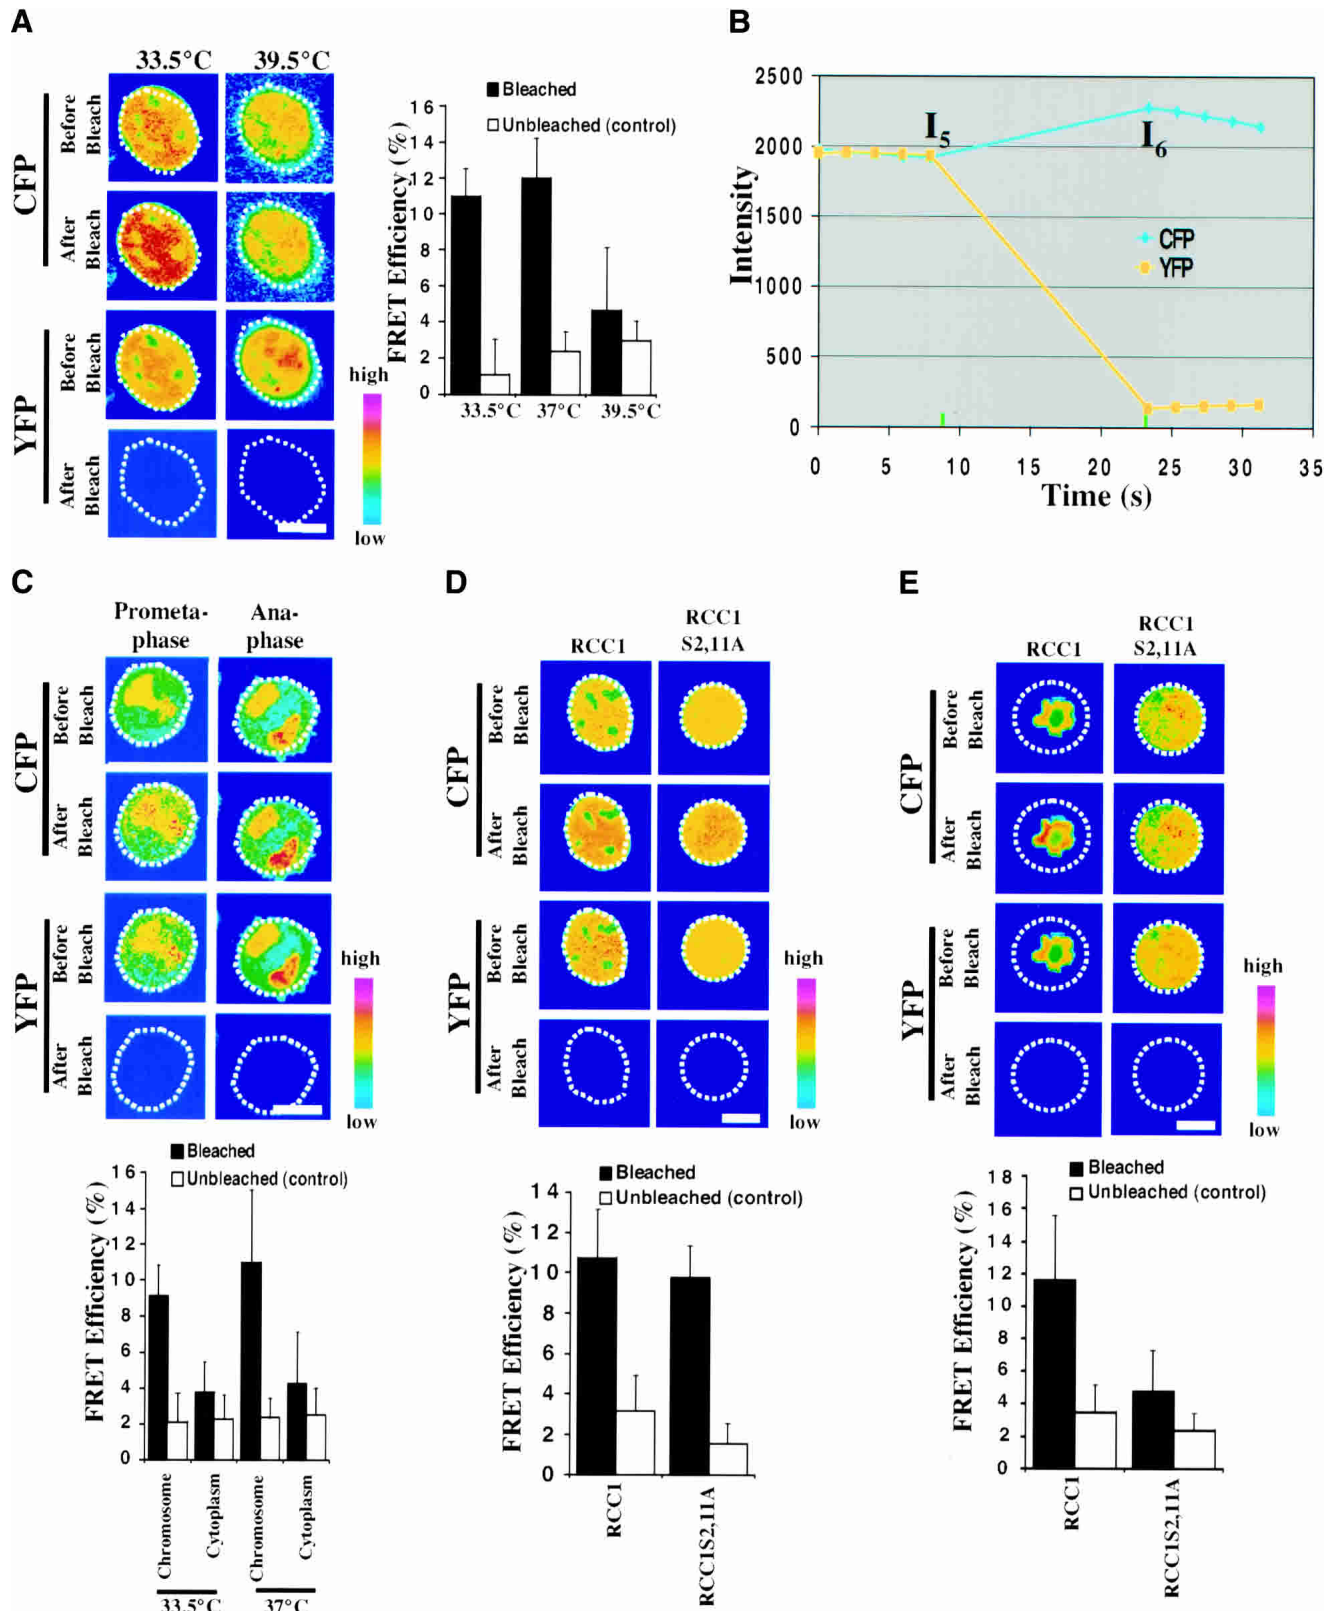 A
33.5°C 39.5°C
CFP
Before Bleach
After Bleach
YFP
Before Bleach
After Bleach
high
low
Bleached
Unbleached (control)
FRET Efficiency (%)
16
14
12
10
8
6
4
2
0
33.5°C 37°C 39.5°C
B
Intensity
2500
2000
1500
1000
500
0
I5
I6
CFP
YFP
0 5 10 15 20 25 30 35
Time (s)
C
Prometa-phase
Ana-phase
CFP
Before Bleach
After Bleach
YFP
Before Bleach
After Bleach
high
low
Bleached
Unbleached (control)
FRET Efficiency (%)
16
14
12
10
8
6
4
2
0
Chromosome Cytoplasm Chromosome Cytoplasm
33.5°C 37°C
D
RCC1
RCC1 S2,11A
CFP
Before Bleach
After Bleach
YFP
Before Bleach
After Bleach
high
low
Bleached
Unbleached (control)
FRET Efficiency (%)
14
12
10
8
6
4
2
0
RCC1 RCC1S2,11A
E
RCC1
RCC1 S2,11A
CFP
Before Bleach
After Bleach
YFP
Before Bleach
After Bleach
high
low
Bleached
Unbleached (control)
FRET Efficiency (%)
18
16
14
12
10
8
6
4
2
0
RCC1 RCC1S2,11A